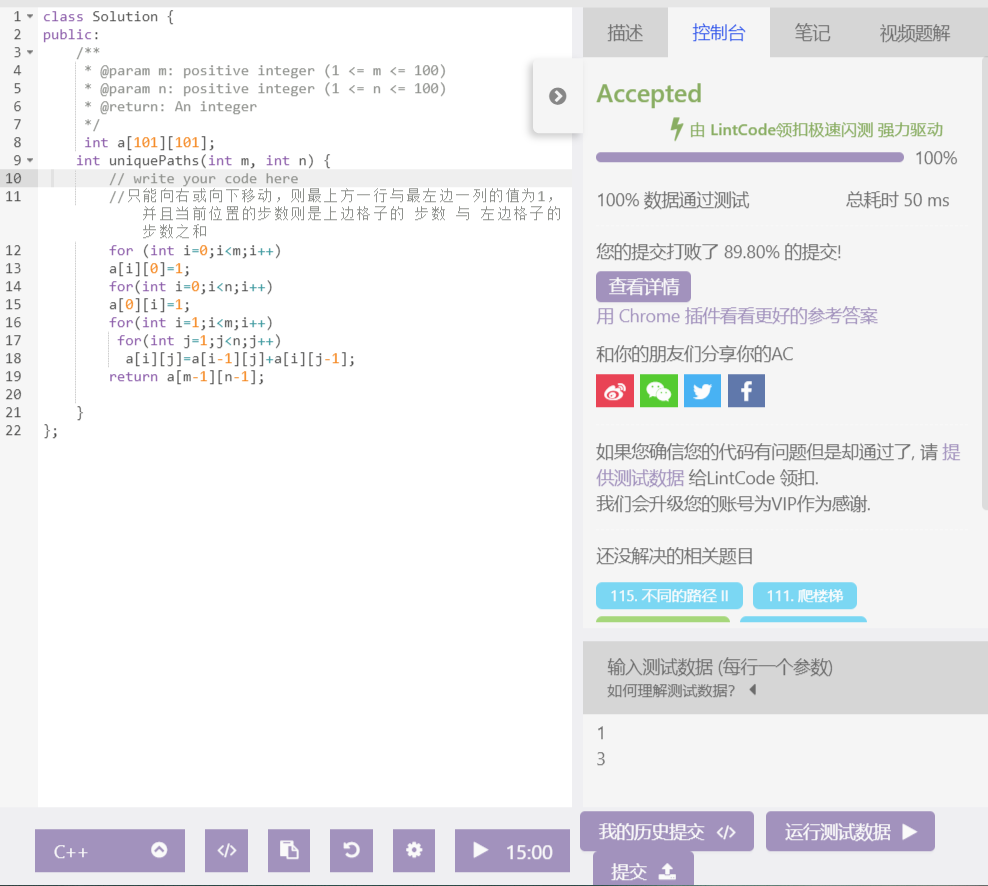 1 class Solution {
2 public:
3 /**
4 * @param m: positive integer (1 <= m <= 100)
5 * @param n: positive integer (1 <= n <= 100)
6 * @return: An integer
7 */
8 int a[101][101];
9 int uniquePaths(int m, int n) {
10 // write your code here
11 //只能向右或向下移动，则最上方一行与最左边一列的值为1，
并且当前位置的步数则是上边格子的 步数 与 左边格子的
步数之和
12 for (int i=0;i<m;i++)
13 a[i][0]=1;
14 for(int i=0;i<n;i++)
15 a[0][i]=1;
16 for(int i=1;i<m;i++)
17 for(int j=1;j<n;j++)
18 a[i][j]=a[i-1][j]+a[i][j-1];
19 return a[m-1][n-1];
20
21 }
22 };
C++
15:00
描述 控制台 笔记 视频题解
Accepted
由 LintCode领扣极速闪测 强力驱动
100%
100% 数据通过测试 总耗时 50 ms
您的提交打败了 89.80% 的提交!
查看详情
用 Chrome 插件看看更好的参考答案
和你的朋友们分享你的AC
如果您确信您的代码有问题但是却通过了, 请 提
供测试数据 给LintCode 领扣.
我们会升级您的账号为VIP作为感谢.
还没解决的相关题目
115. 不同的路径 II 111. 爬楼梯
输入测试数据 (每行一个参数)
如何理解测试数据?
1
3
我的历史提交 </> 运行测试数据
提交